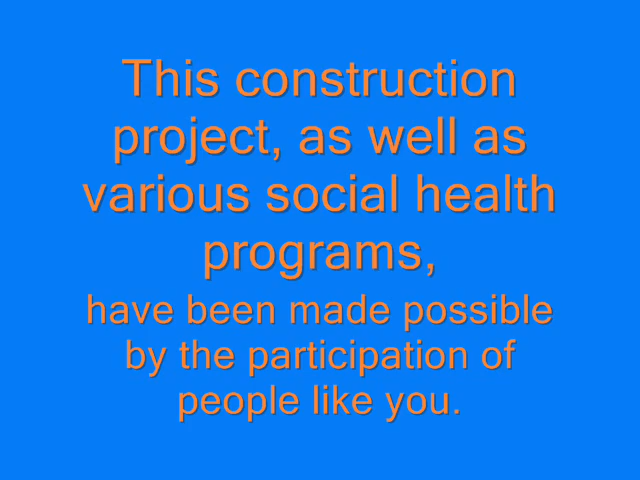 This construction
project, as well as
various social health
programs,
have been made possible
by the participation of
people like you.